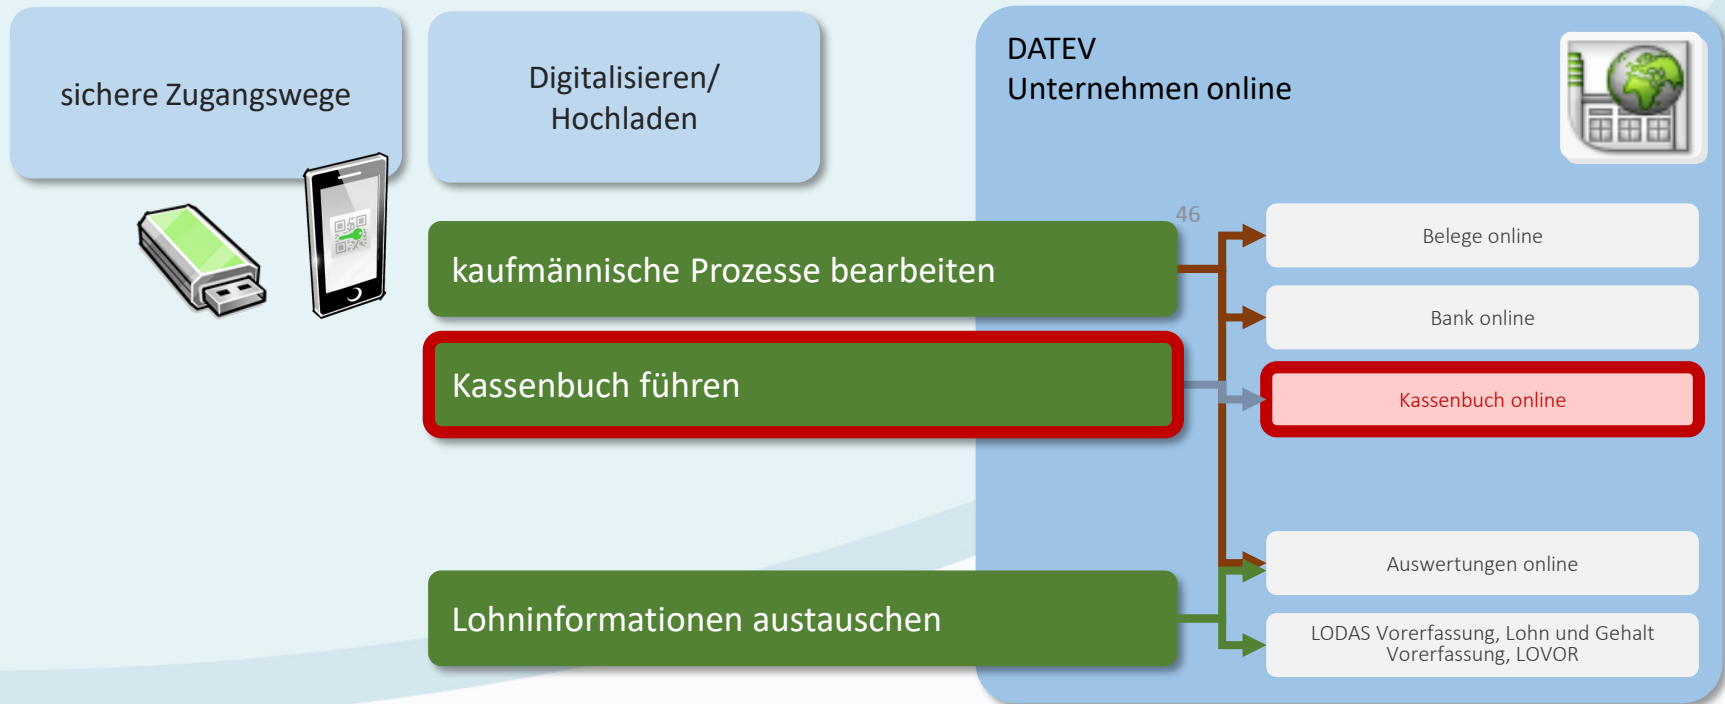 sichere Zugangswege
Digitalisieren/
Hochladen
DATEV
Unternehmen online
46
kaufmännische Prozesse bearbeiten
Belege online
Bank online
Kassenbuch führen
Kassenbuch online
Auswertungen online
Lohninformationen austauschen
LODAS Vorerfassung, Lohn und Gehalt
Vorerfassung, LOVOR